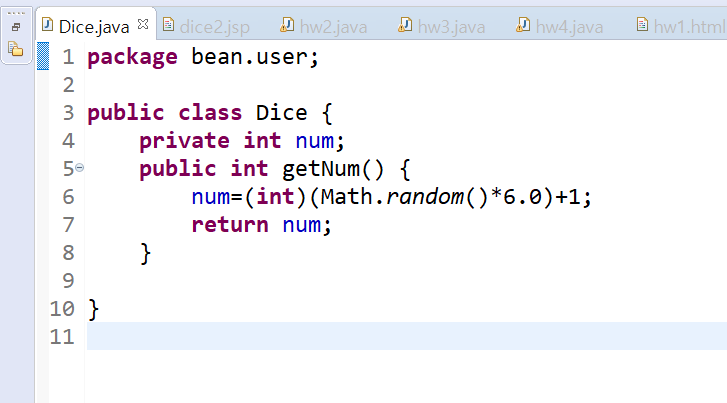 Dice.java dice2.jsp hw2.java hw3.java hw4.java hw1.html
1 package bean.user;
2
3 public class Dice {
4     private int num;
5     public int getNum() {
6         num=(int)(Math.random()*6.0)+1;
7         return num;
8     }
9
10 }
11